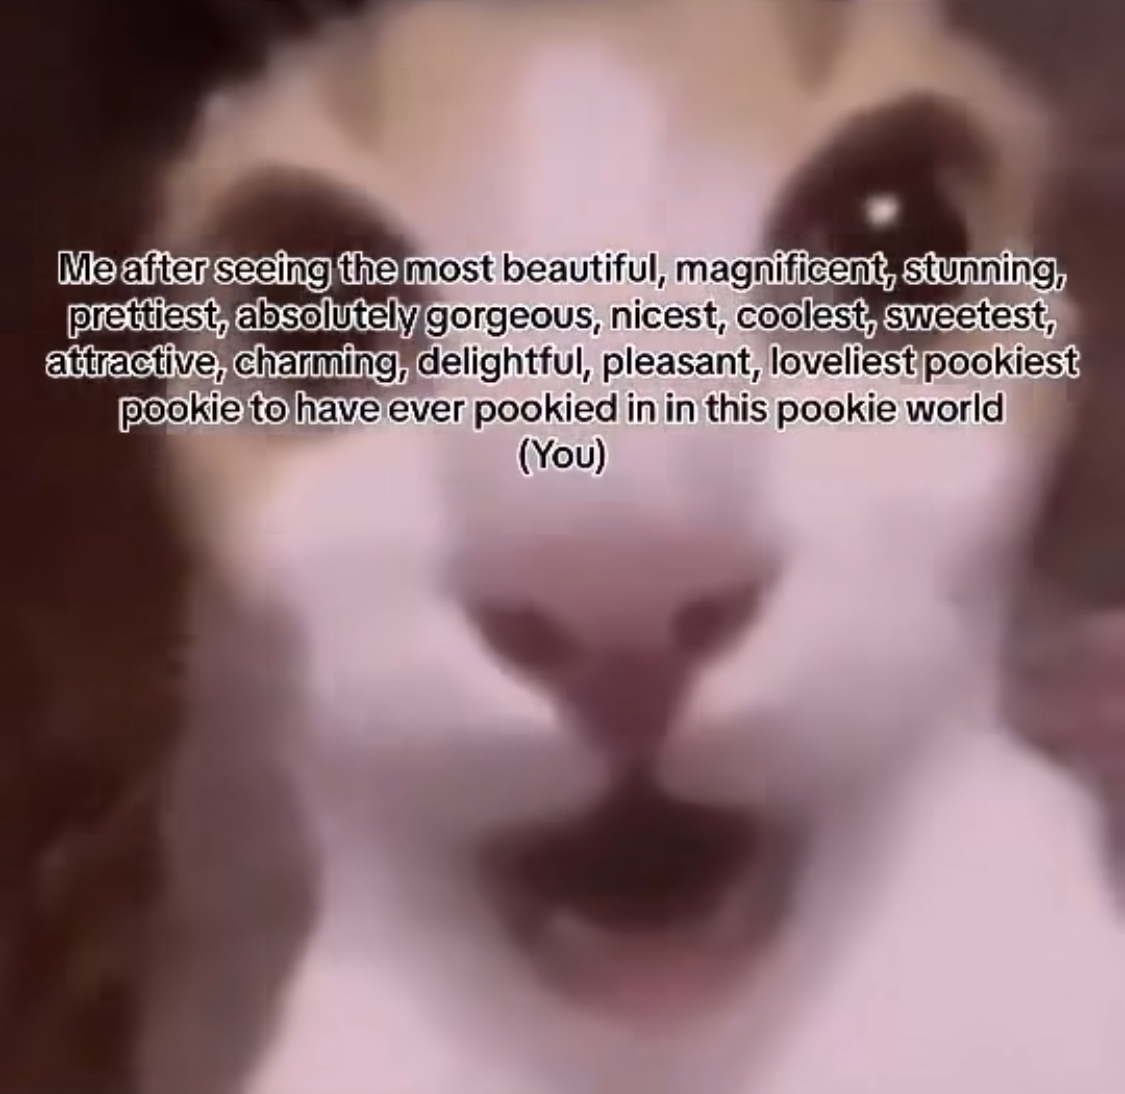 Me after seeing the most beautiful, magnificent, stunning,
prettiest, absolutely gorgeous, nicest, coolest, sweetest,
attractive, charming, delightful, pleasant, loveliest pookiest
pookie to have ever pookied in in this pookie world
(You)